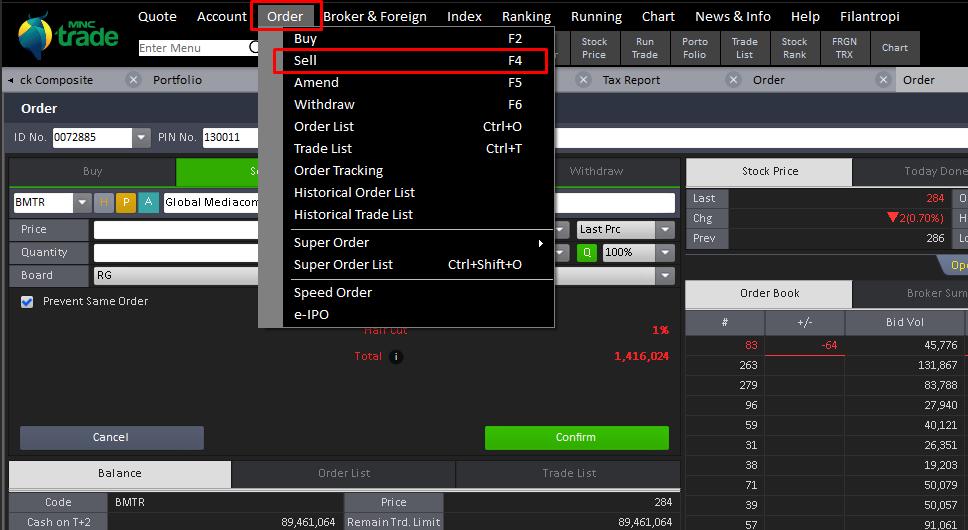 MNC trade
Quote Account Order Broker & Foreign Index Ranking Running Chart News & Info Help Filantropi
Enter Menu
Stock Price Run Trade Porto Folio Trade List Stock Rank FRGN TRX Chart
ck Composite Portfolio Tax Report Order Order
Buy F2
Sell F4
Amend F5
Withdraw F6
Order List Ctrl+O
Trade List Ctrl+T
Order Tracking
Historical Order List
Historical Trade List
Super Order
Super Order List Ctrl+Shift+O
Speed Order
e-IPO
Order
ID No. 0072885 PIN No. 130011
Buy Withdraw
BMTR H P A Global Mediacom
Price Last Prc
Quantity Q 100%
Board RG
Prevent Same Order
Half Cut 1%
Total i 1,416,024
Cancel Confirm
Balance Order List Trade List
Code BMTR Price 284
Cash on T+2 89,461,064 Remain Trd. Limit 89,461,064
Stock Price Today Done
Last 284
Chg 2(0.70%)
Prev 286
Order Book Broker Sum
# +/- Bid Vol
83 -64 45,776
263 131,867
279 83,788
96 27,940
59 40,121
31 26,351
38 19,203
71 50,079
39 50,057
57 91,061